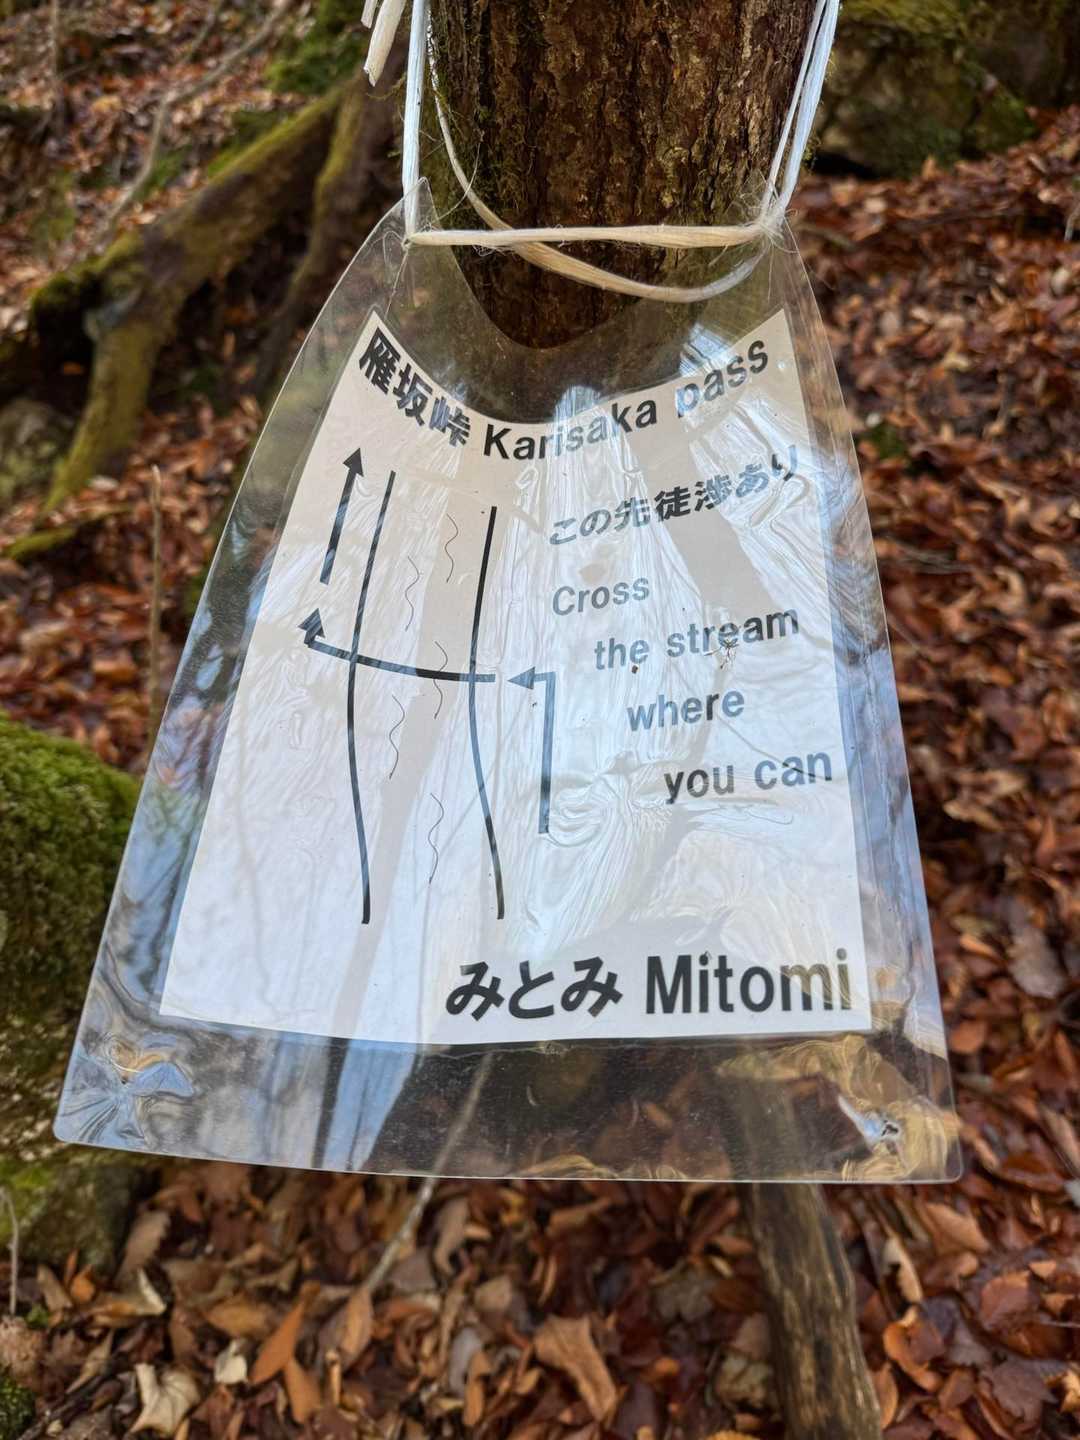 雁坂峠 Karisaka pass
この先徒渉あり
Cross
the stream
where
you can
みとみ Mitomi